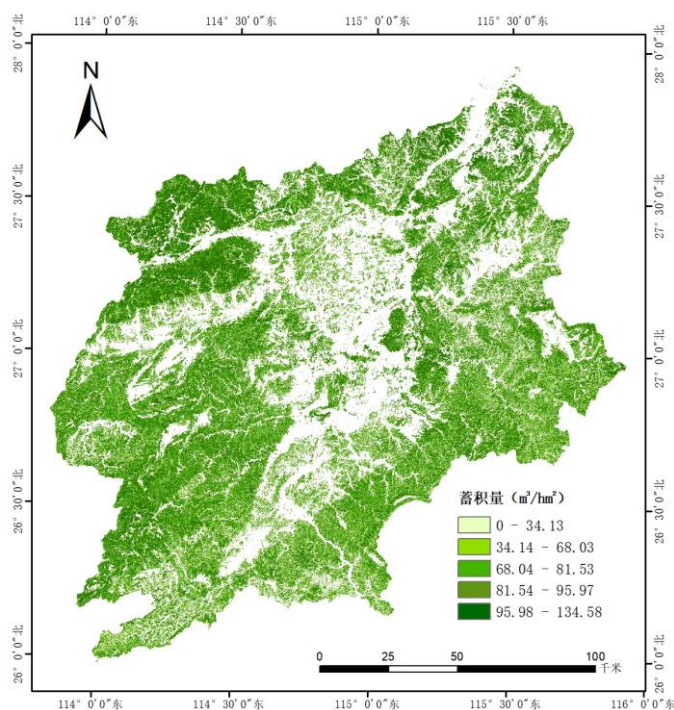 114° 0′0″东
114° 30′0″东
115° 0′0″东
115° 30′0″东
28° 0′0″北
28° 0′0″北
N
27° 30′0″北
27° 30′0″北
27° 0′0″北
27° 0′0″北
26° 30′0″北
26° 30′0″北
蓄积量（m³/hm²）
0 - 34.13
34.14 - 68.03
68.04 - 81.53
81.54 - 95.97
95.98 - 134.58
26° 0′0″北
26° 0′0″北
0 25 50 100
千米
114° 0′0″东
114° 30′0″东
115° 0′0″东
115° 30′0″东
116° 0′0″东